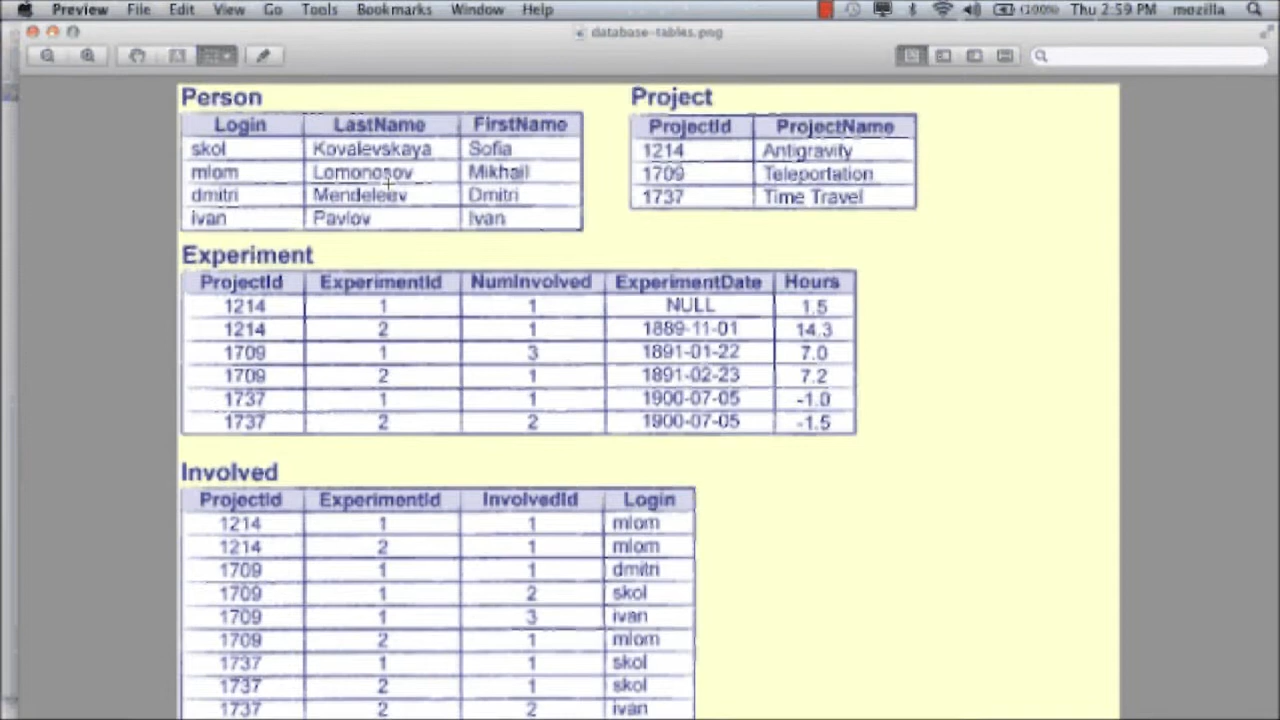 Preview File Edit View Go Tools Bookmarks Window Help (100%) Thu 2:59 PM mozilla
database-tables.png
Person
Login LastName FirstName
skol Kovalevskaya Sofia
mlom Lomonosov Mikhail
dmitri Mendeleev Dmitri
ivan Pavlov Ivan
Project
ProjectId ProjectName
1214 Antigravity
1709 Teleportation
1737 Time Travel
Experiment
ProjectId ExperimentId NumInvolved ExperimentDate Hours
1214 1 1 NULL 1.5
1214 2 1 1889-11-01 14.3
1709 1 3 1891-01-22 7.0
1709 2 1 1891-02-23 7.2
1737 1 1 1900-07-05 -1.0
1737 2 2 1900-07-05 -1.5
Involved
ProjectId ExperimentId InvolvedId Login
1214 1 1 mlom
1214 2 1 mlom
1709 1 1 dmitri
1709 1 2 skol
1709 1 3 ivan
1709 2 1 mlom
1737 1 1 skol
1737 2 1 skol
1737 2 2 ivan